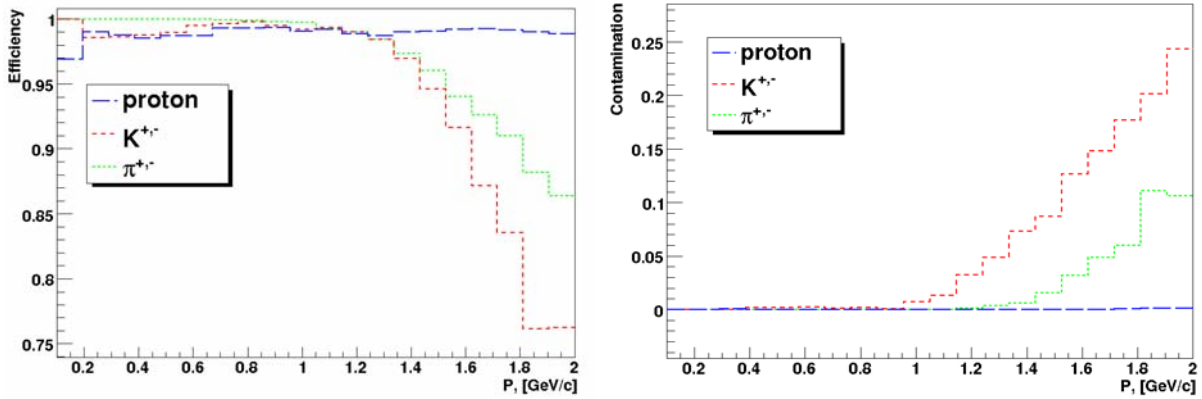 Efficiency
1
0.95
0.9
0.85
0.8
0.75
proton
K+,-
π+,-
0.2 0.4 0.6 0.8 1 1.2 1.4 1.6 1.8 2
P, [GeV/c]
Contamination
0.25
0.2
0.15
0.1
0.05
0
proton
K+,-
π+,-
0.2 0.4 0.6 0.8 1 1.2 1.4 1.6 1.8 2
P, [GeV/c]